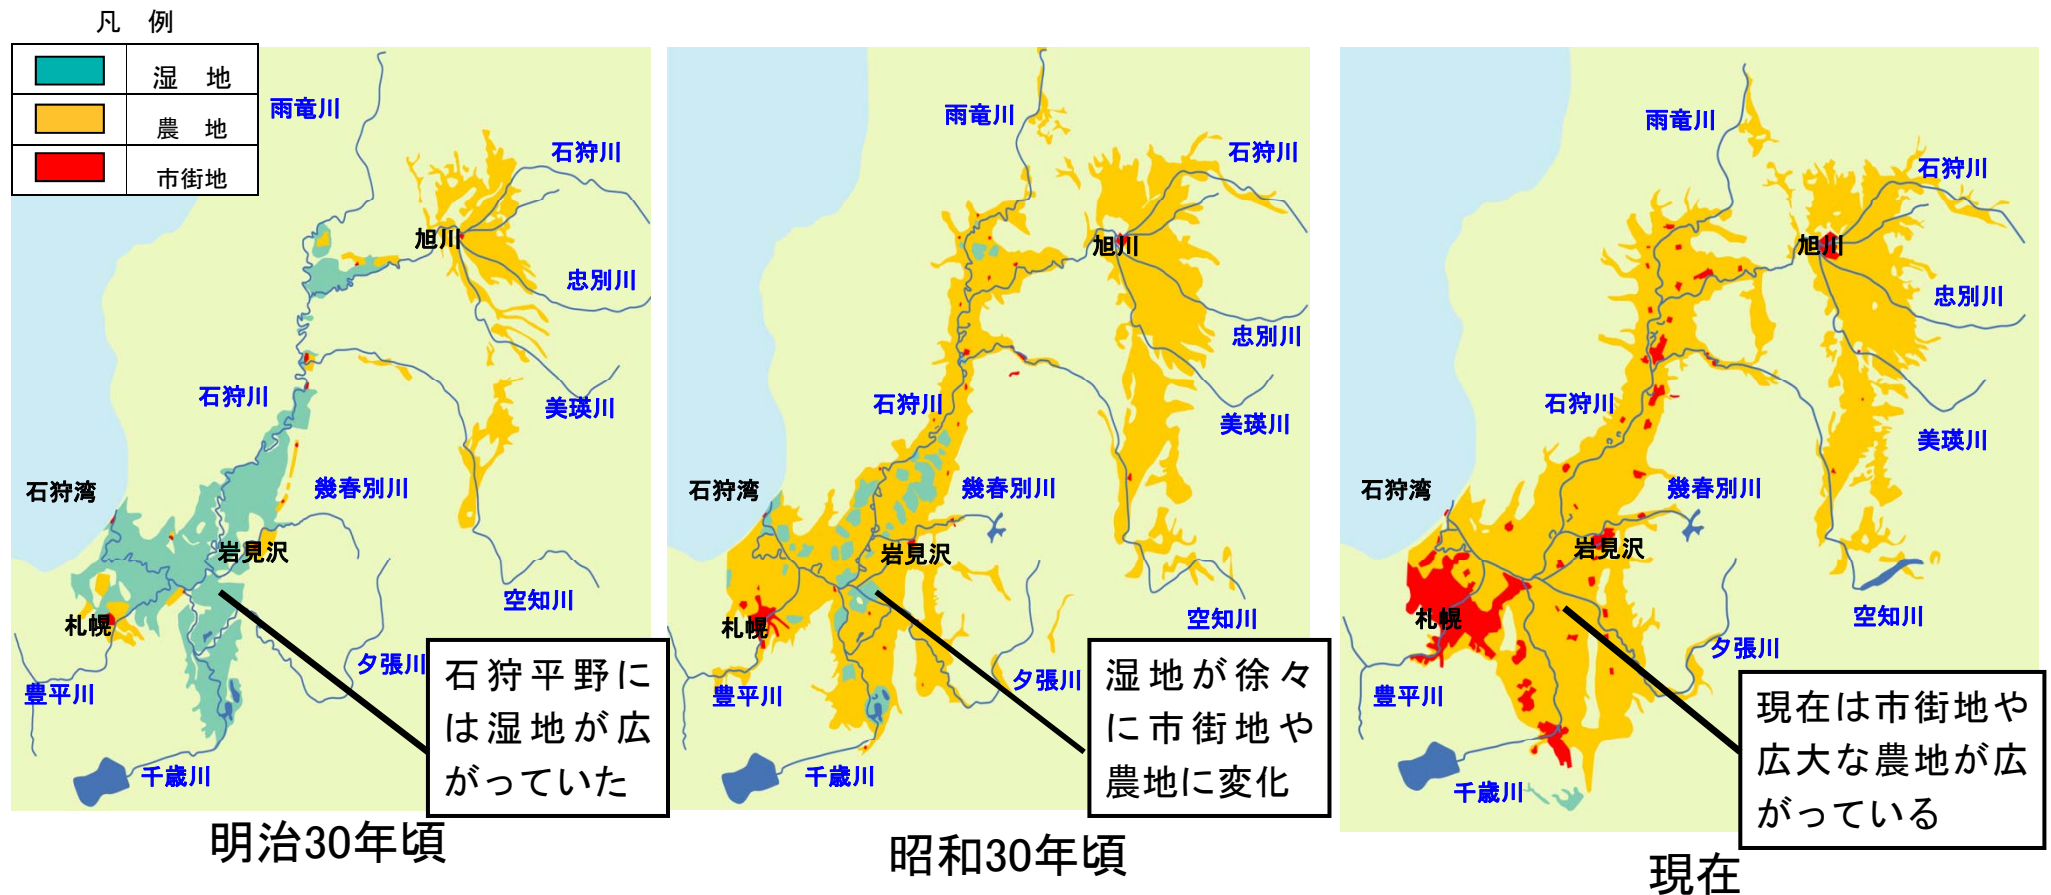 凡 例
湿 地
農 地
市街地
雨竜川
石狩川
旭川
忠別川
石狩川
美瑛川
石狩湾
幾春別川
岩見沢
空知川
札幌
夕張川
豊平川
千歳川
石狩平野に
は湿地が広
がっていた
明治30年頃
雨竜川
石狩川
旭川
忠別川
石狩川
美瑛川
石狩湾
幾春別川
岩見沢
空知川
札幌
夕張川
豊平川
千歳川
湿地が徐々
に市街地や
農地に変化
昭和30年頃
雨竜川
石狩川
旭川
忠別川
石狩川
美瑛川
石狩湾
幾春別川
岩見沢
空知川
札幌
夕張川
豊平川
千歳川
現在は市街地や
広大な農地が広
がっている
現在